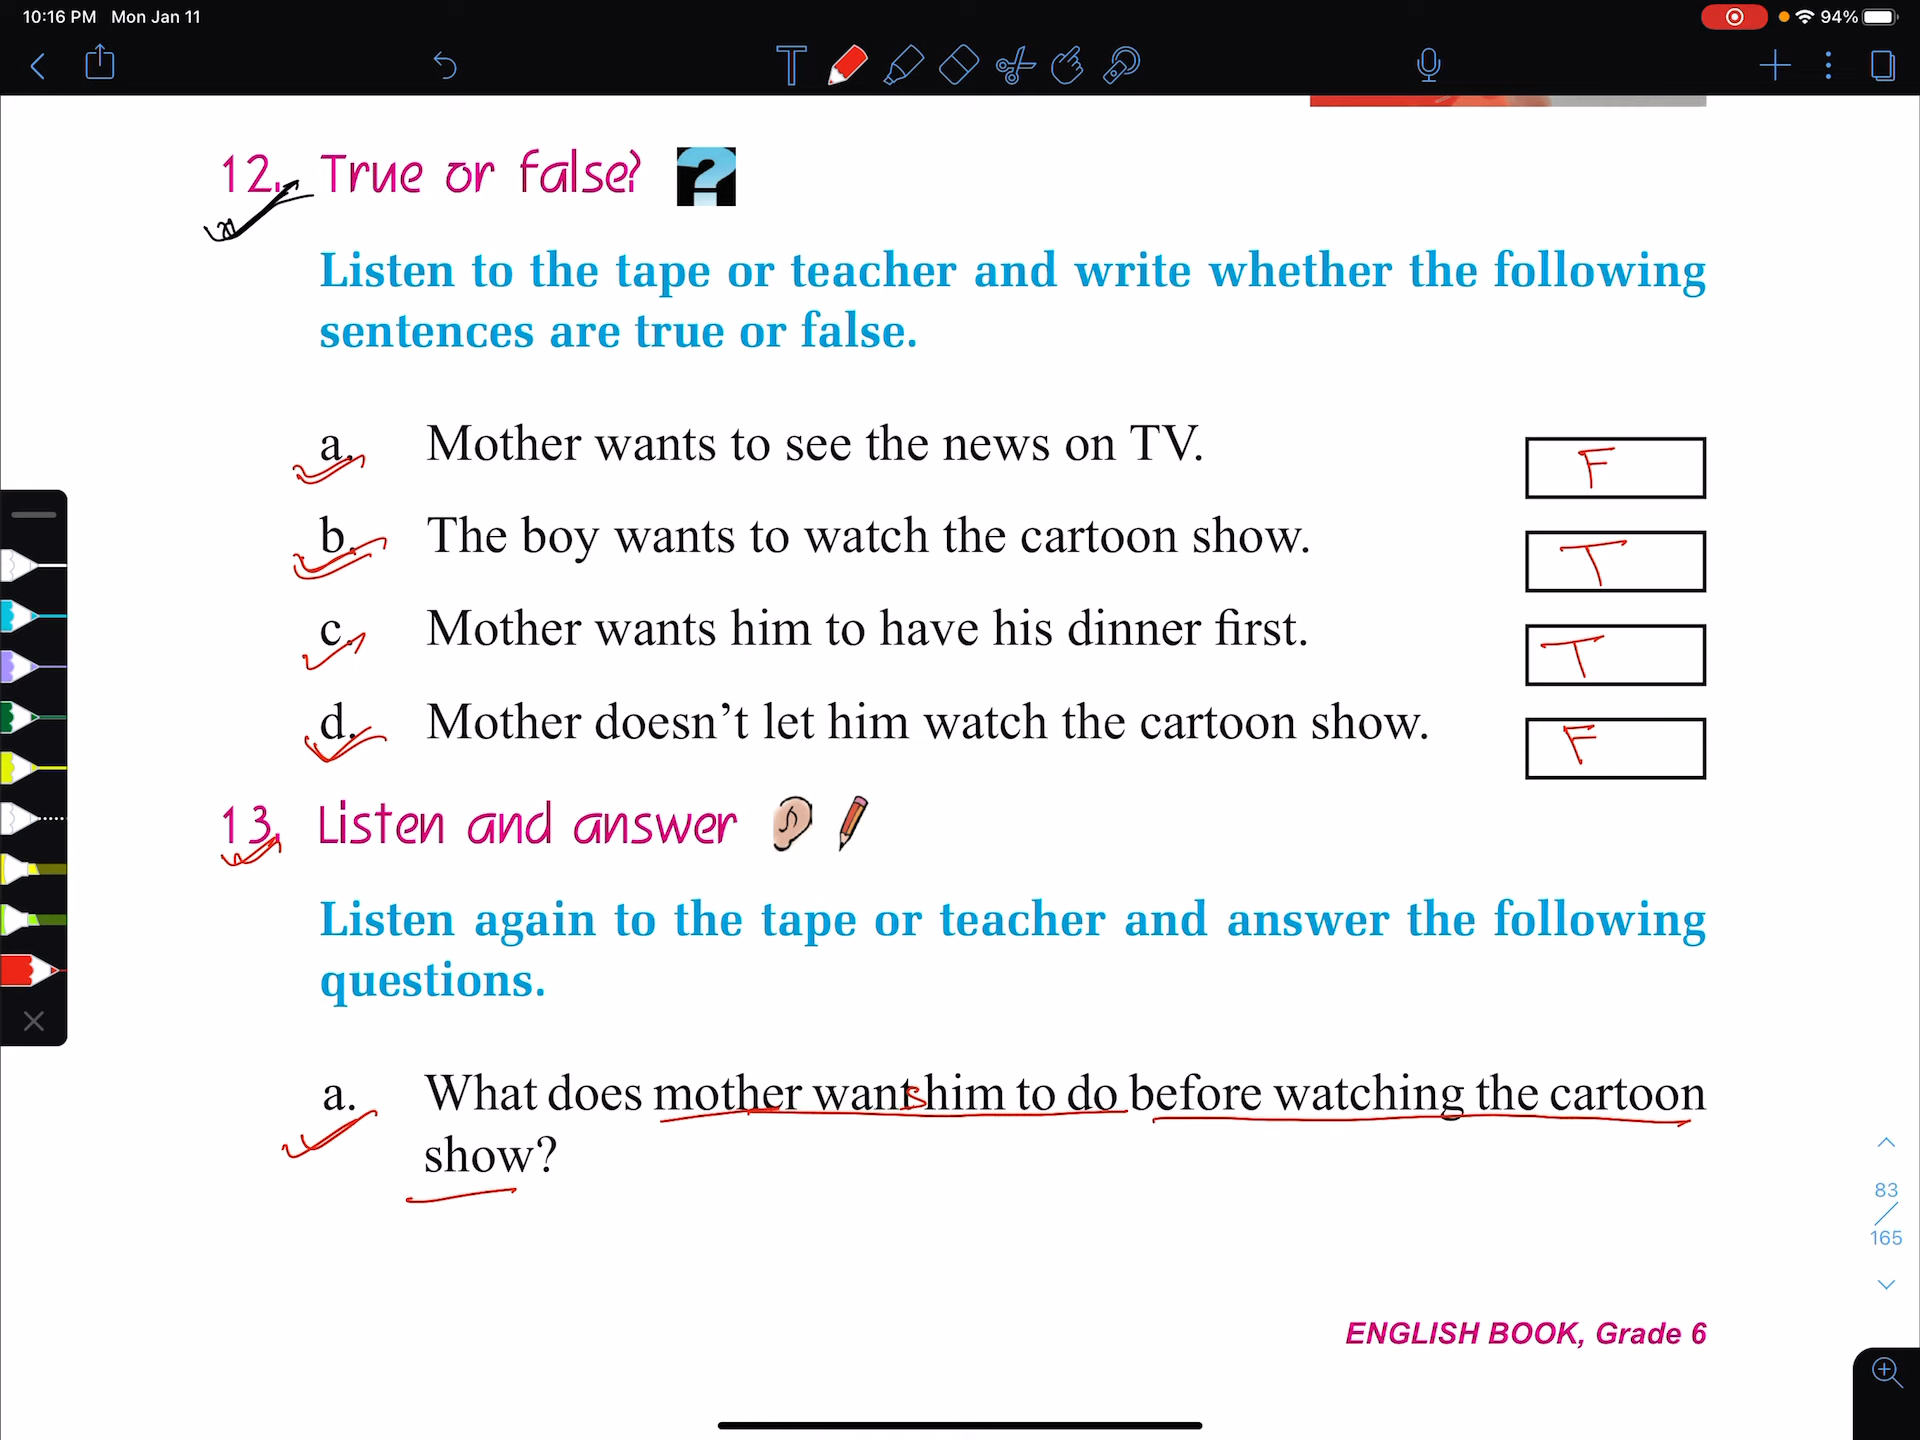 10:16 PM Mon Jan 11
94%
12. True or false?
Listen to the tape or teacher and write whether the following
sentences are true or false.
a. Mother wants to see the news on TV. F
b. The boy wants to watch the cartoon show. T
c. Mother wants him to have his dinner first. T
d. Mother doesn't let him watch the cartoon show. F
13. Listen and answer
Listen again to the tape or teacher and answer the following
questions.
a. What does mother wants him to do before watching the cartoon
show?
83
/
165
ENGLISH BOOK, Grade 6